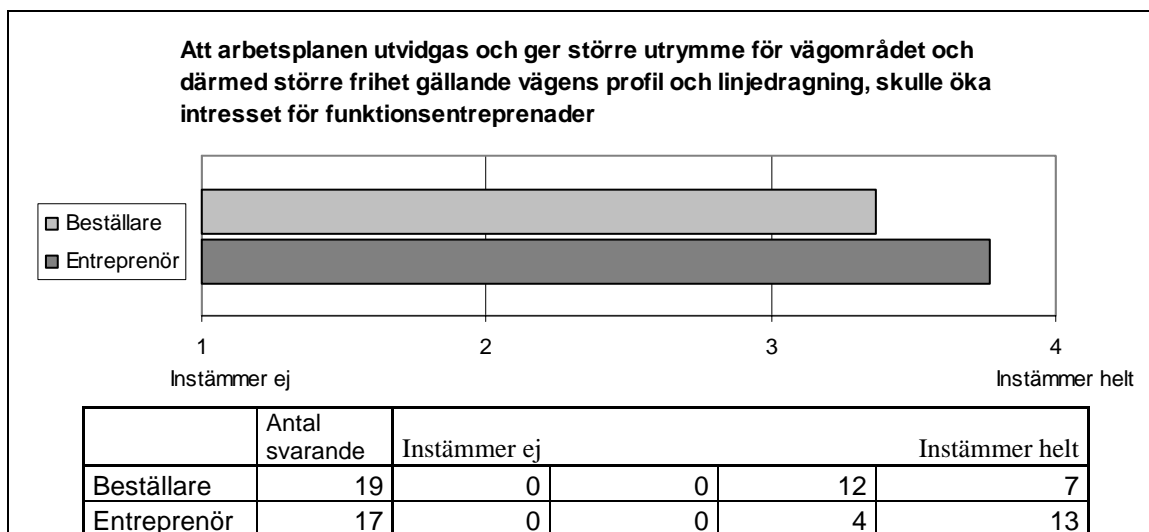 Att arbetsplanen utvidgas och ger större utrymme för vägområdet och
därmed större frihet gällande vägens profil och linjedragning, skulle öka
intresset för funktionsentreprenader
Beställare
Entreprenör
1 2 3 4
Instämmer ej Instämmer helt
Antal
svarande Instämmer ej Instämmer helt
Beställare 19 0 0 12 7
Entreprenör 17 0 0 4 13